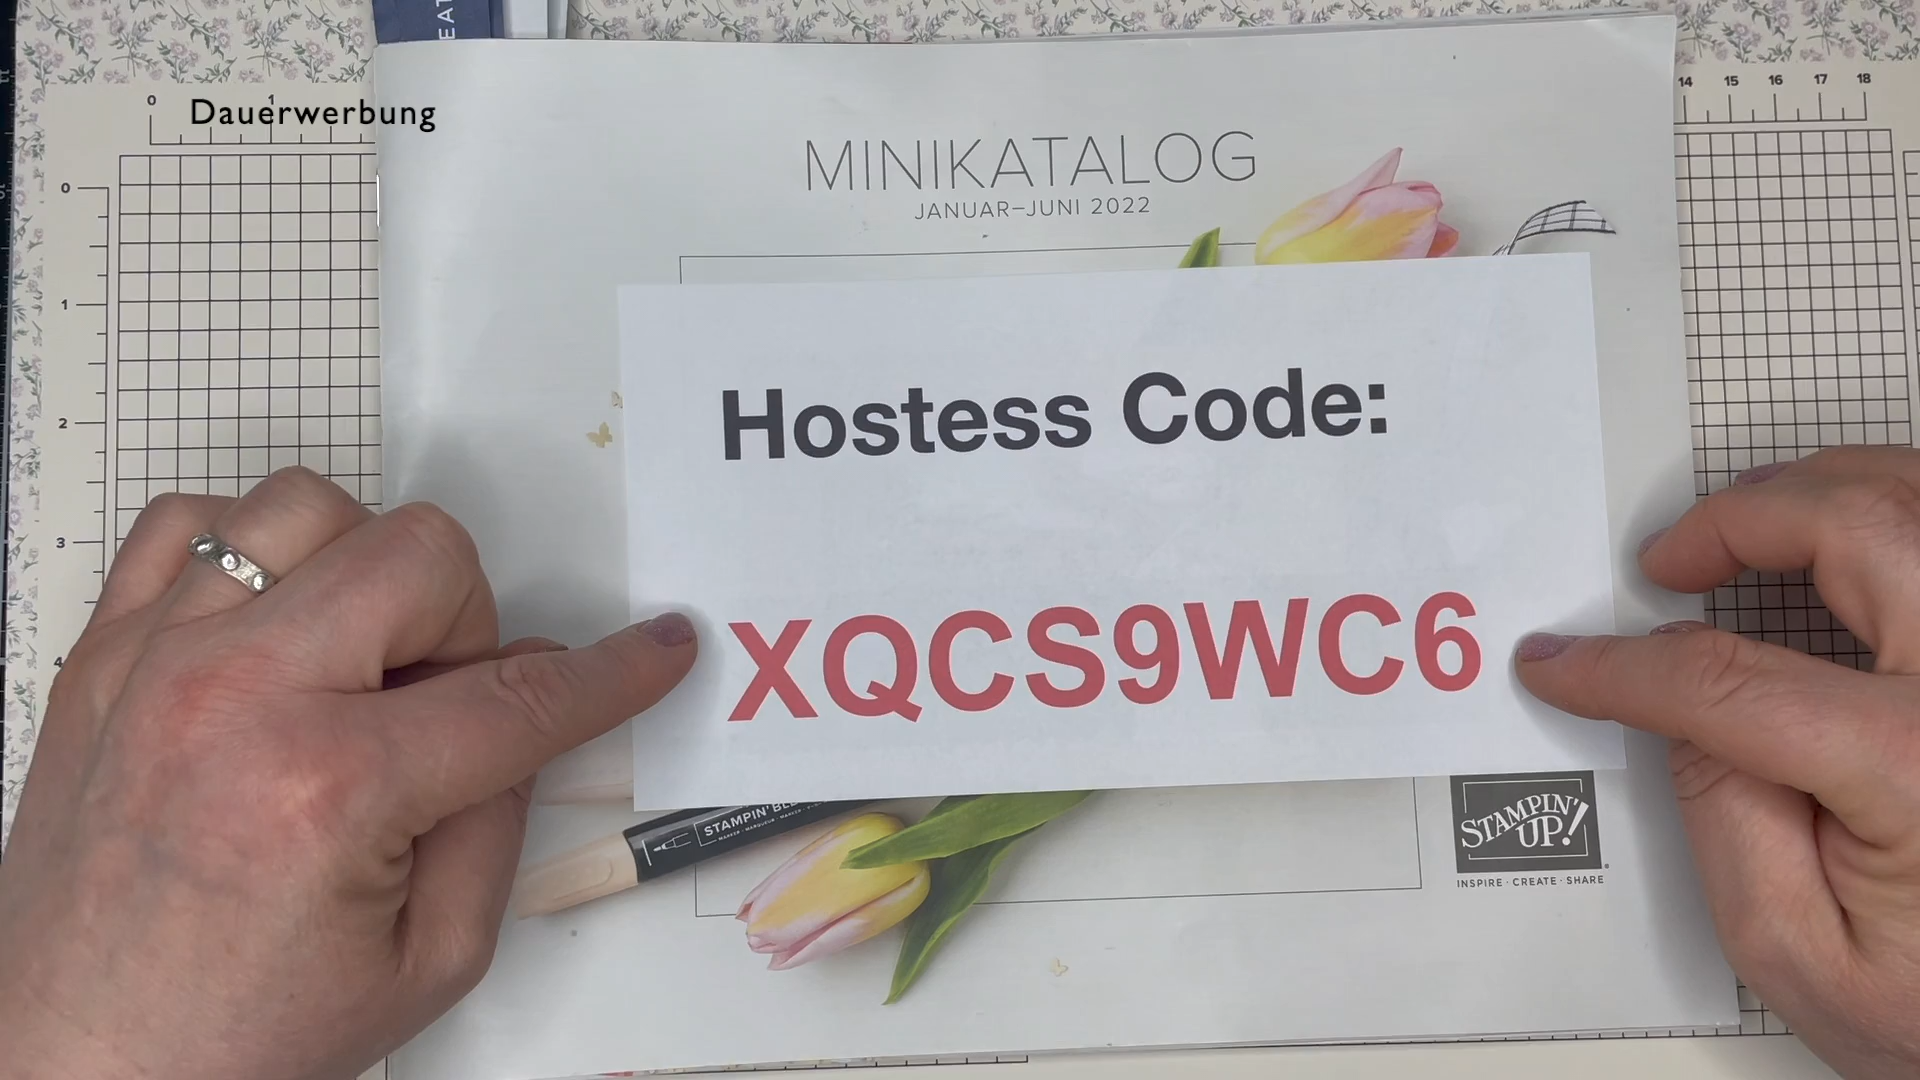 EAT
Dauerwerbung
0 1
14 15 16 17 18
0
1
2
3
4
MINIKATALOG
JANUAR–JUNI 2022
Hostess Code:
XQCS9WC6
STAMPIN'
STAMPIN' UP!
INSPIRE · CREATE · SHARE